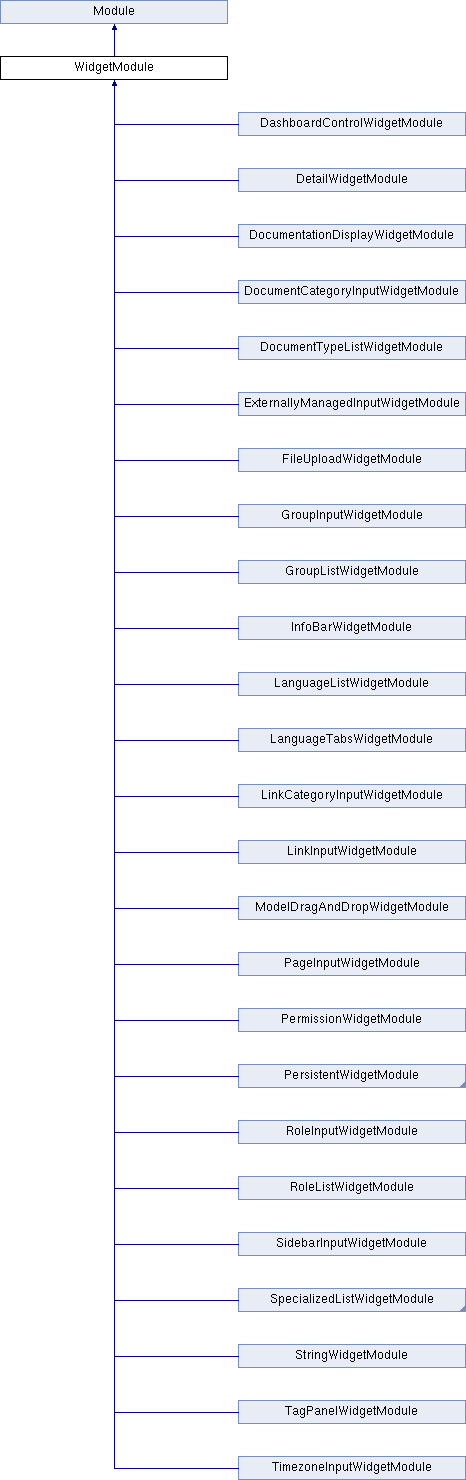 Module
WidgetModule
DashboardControlWidgetModule
DetailWidgetModule
DocumentationDisplayWidgetModule
DocumentCategoryInputWidgetModule
DocumentTypeListWidgetModule
ExternallyManagedInputWidgetModule
FileUploadWidgetModule
GroupInputWidgetModule
GroupListWidgetModule
InfoBarWidgetModule
LanguageListWidgetModule
LanguageTabsWidgetModule
LinkCategoryInputWidgetModule
LinkInputWidgetModule
ModelDragAndDropWidgetModule
PageInputWidgetModule
PermissionWidgetModule
PersistentWidgetModule
RoleInputWidgetModule
RoleListWidgetModule
SidebarInputWidgetModule
SpecializedListWidgetModule
StringWidgetModule
TagPanelWidgetModule
TimezoneInputWidgetModule